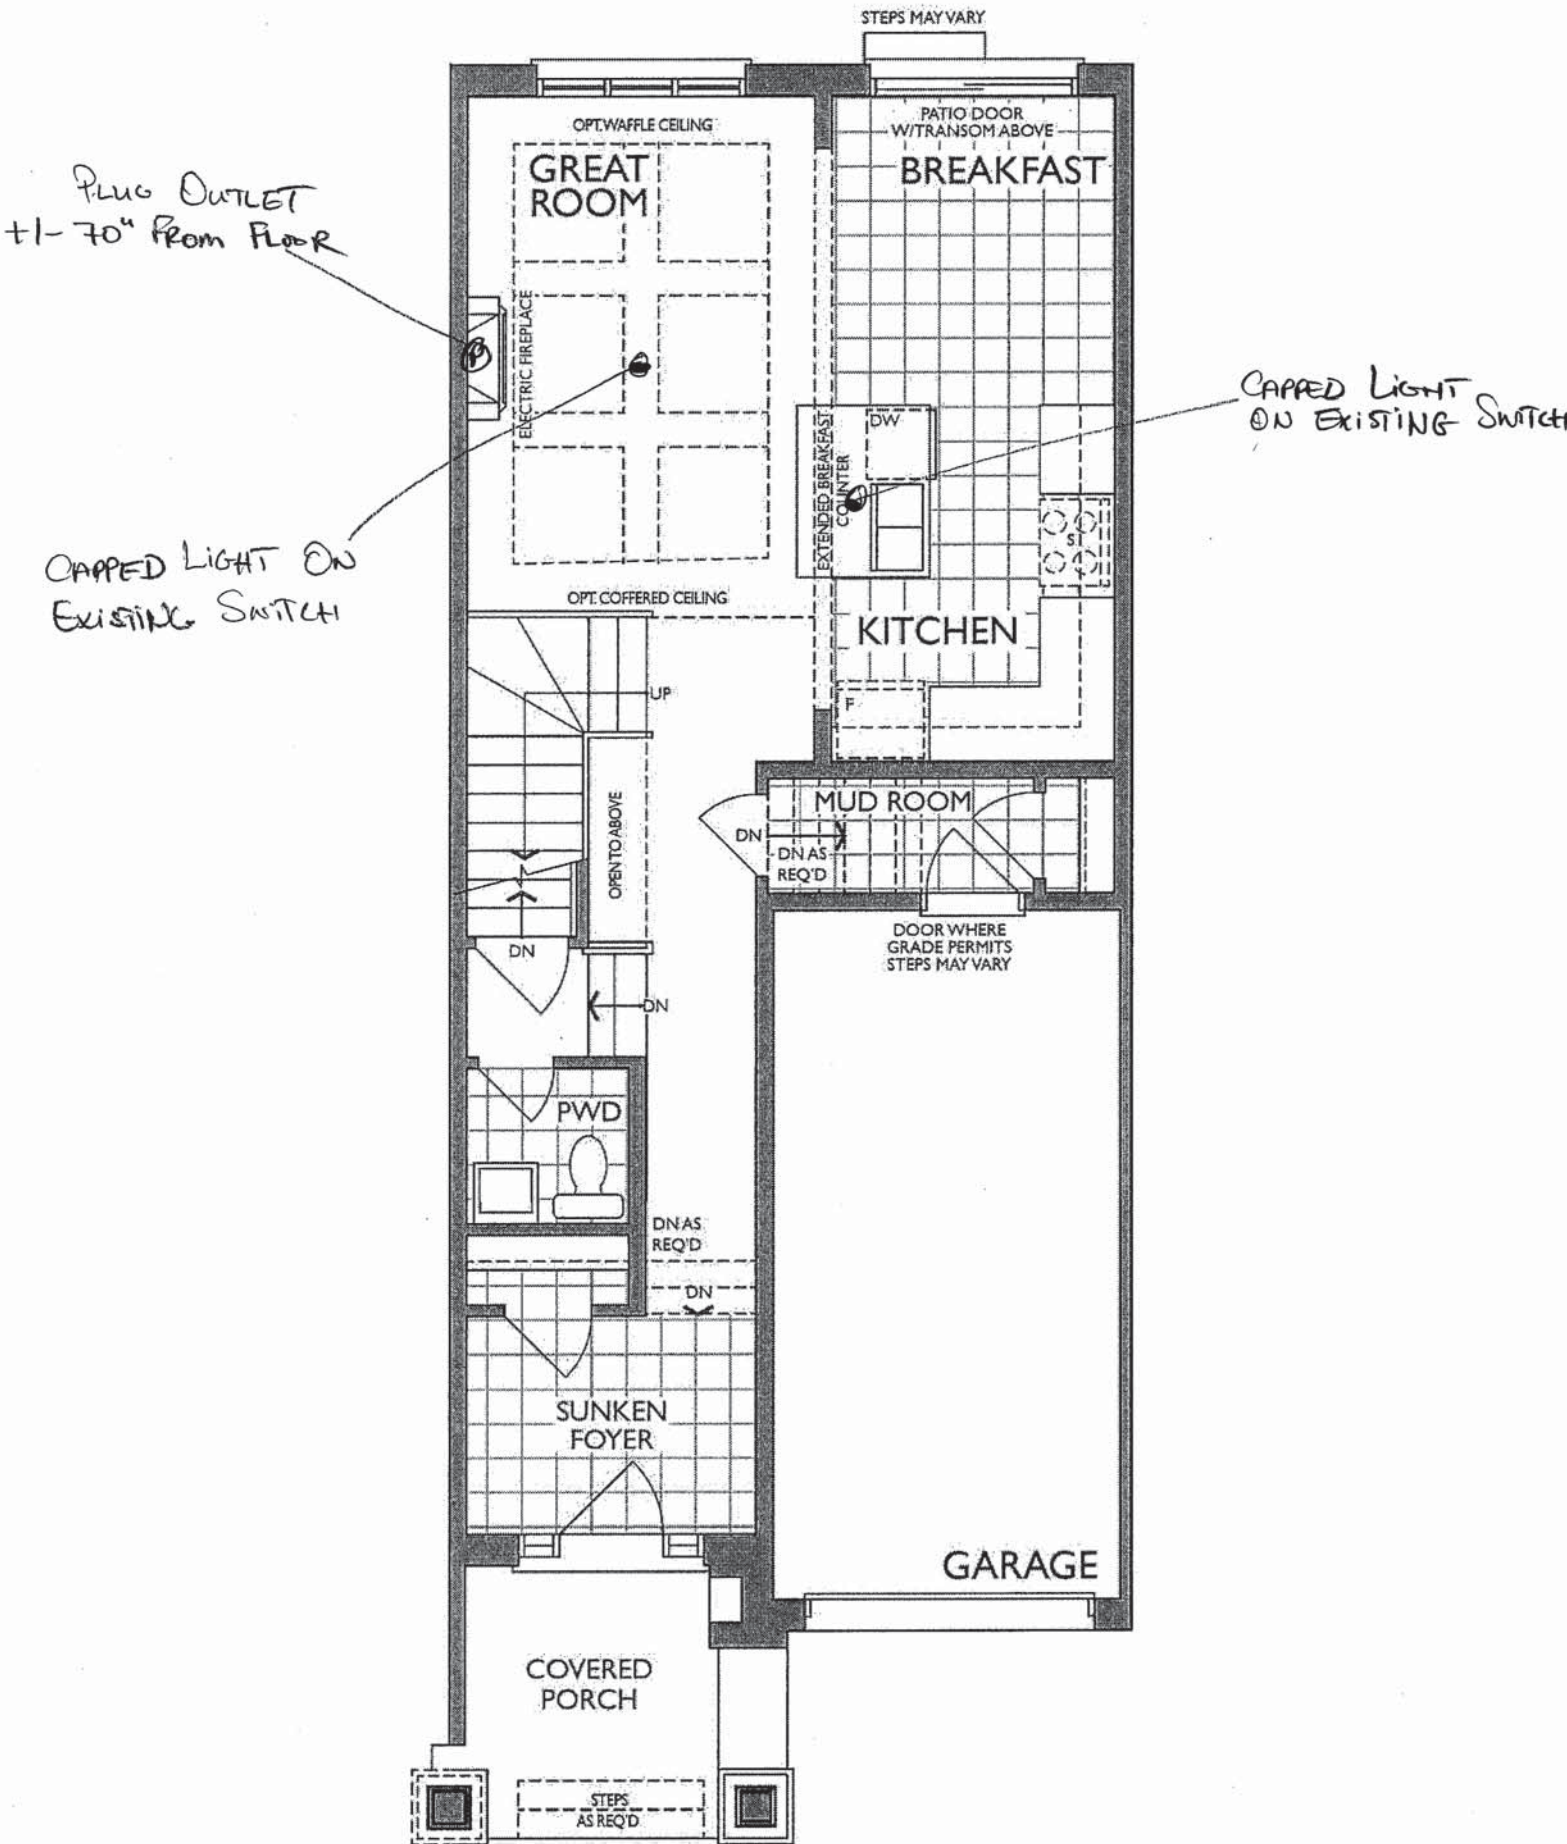 STEPS MAY VARY
PATIO DOOR
W/TRANSOM ABOVE
BREAKFAST
OPT. WAFFLE CEILING
GREAT
ROOM
PLUG OUTLET
+/- 70" FROM FLOOR
ELECTRIC FIREPLACE
P
CAPPED LIGHT
ON EXISTING SWITCH
DW
EXTENDED BREAKFAST
COUNTER
S
CAPPED LIGHT ON
EXISTING SWITCH
OPT. COFFERED CEILING
KITCHEN
UP
F
OPEN TO ABOVE
MUD ROOM
DN
DN AS
REQ'D
DN
DOOR WHERE
GRADE PERMITS
STEPS MAY VARY
DN
PWD
DN AS
REQ'D
DN
SUNKEN
FOYER
GARAGE
COVERED
PORCH
STEPS
AS REQ'D